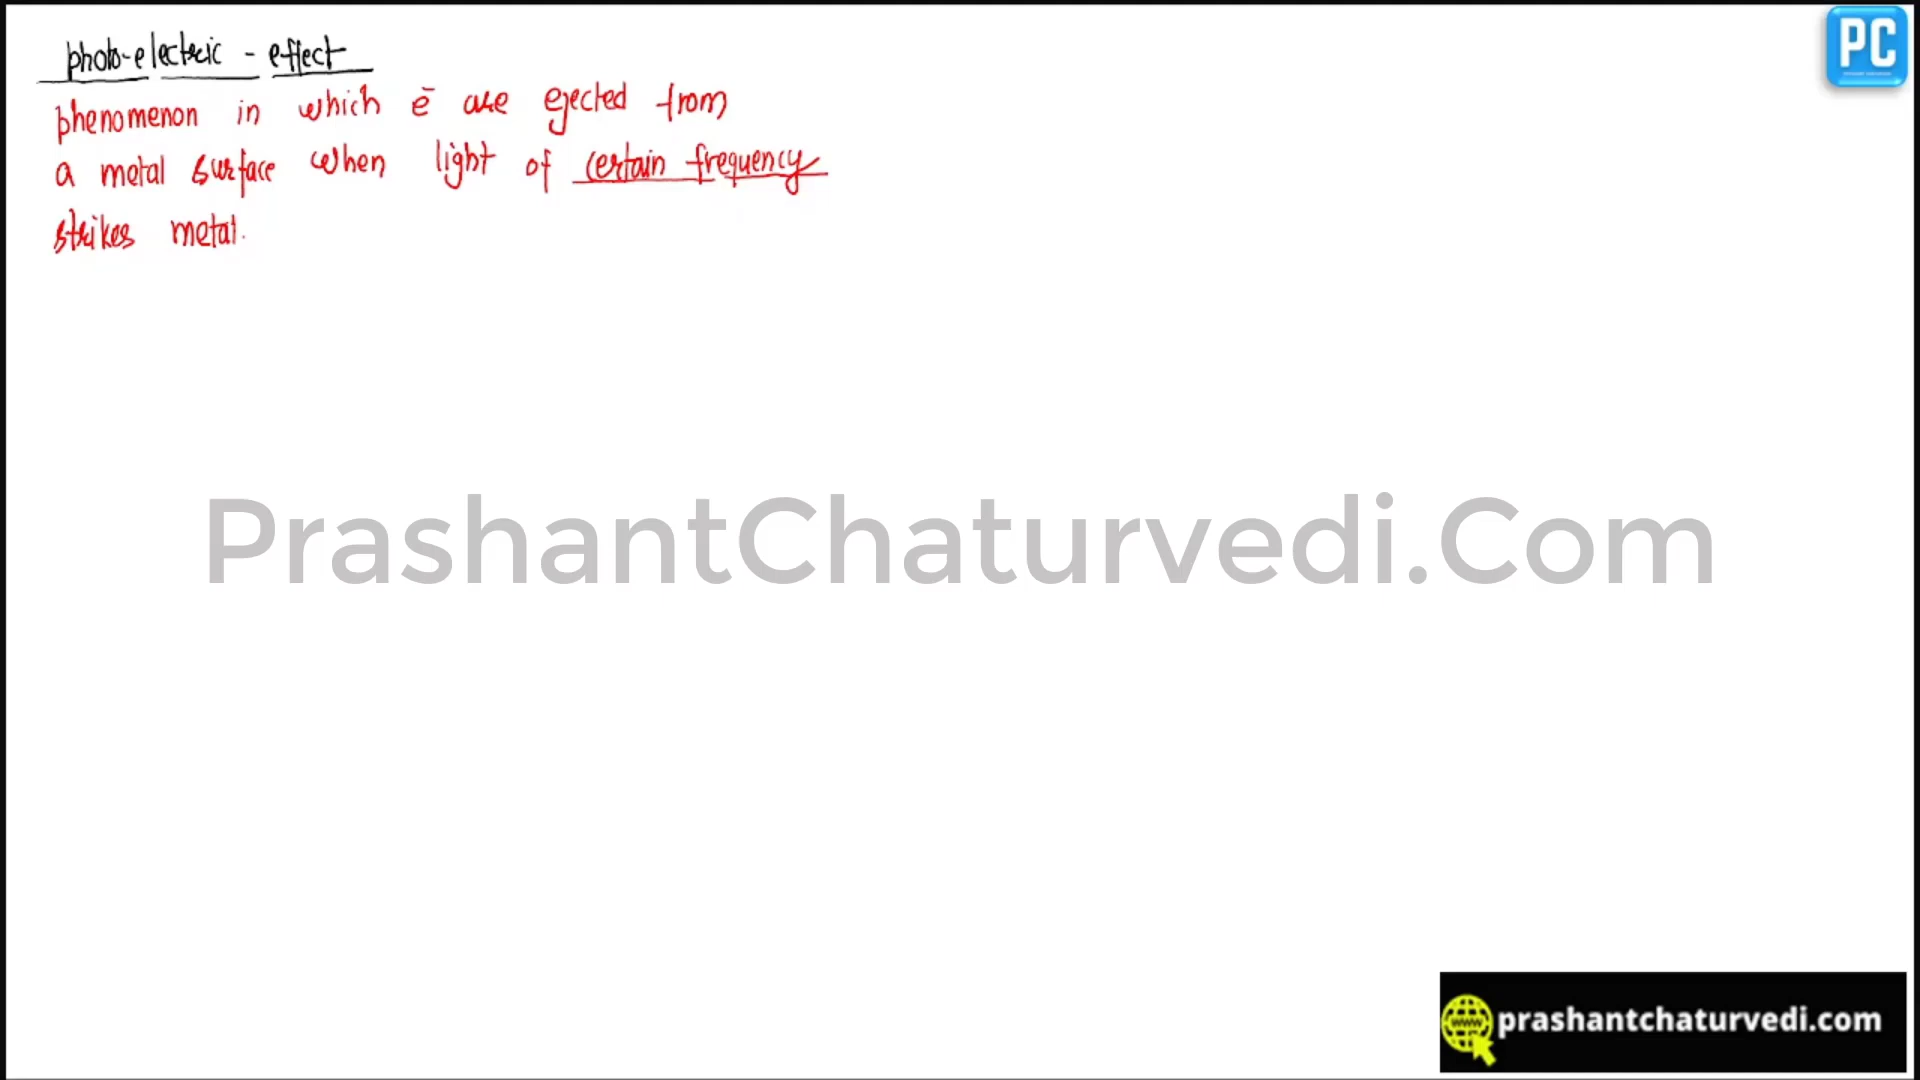 photo-electric - effect
PC
phenomenon in which e⁻ are ejected from
a metal surface when light of certain frequency
strikes metal.
PrashantChaturvedi.Com
www prashantchaturvedi.com